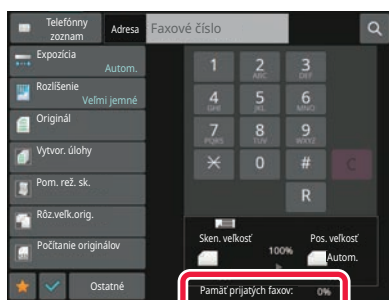 Telefónny
zoznam
Adresa
Faxové číslo
Expozícia
Autom.
Rozlíšenie
Veľmi jemné
Originál
Vytvor. úlohy
Pom. rež. sk.
Rôz.veľk.orig.
Počítanie originálov
Ostatné
1
2
ABC
3
DEF
4
GHI
5
JKL
6
MNO
7
PQRS
8
TUV
9
WXYZ
0
#
C
R
Sken. veľkosť
100%
Pos. veľkosť
Autom.
Pamäť prijatých faxov: 0%